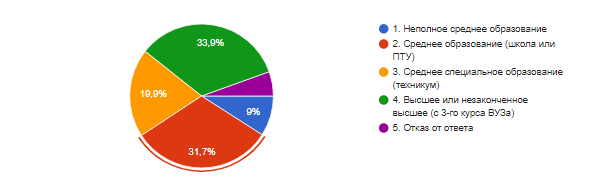 33,9%
19,9%
9%
31,7%
1. Неполное среднее образование
2. Среднее образование (школа или
ПТУ)
3. Среднее специальное образование
(техникум)
4. Высшее или незаконченное
высшее (с 3-го курса ВУЗа)
5. Отказ от ответа